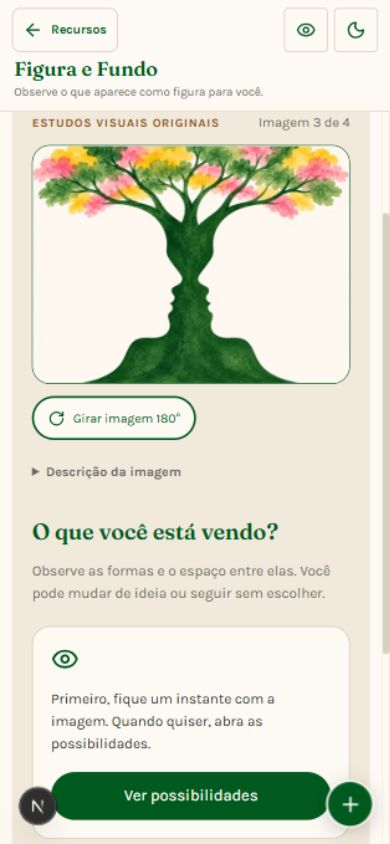 Recursos
Figura e Fundo
Observe o que aparece como figura para você.
ESTUDOS VISUAIS ORIGINAIS
Imagem 3 de 4
Girar imagem 180°
Descrição da imagem
O que você está vendo?
Observe as formas e o espaço entre elas. Você
pode mudar de ideia ou seguir sem escolher.
Primeiro, fique um instante com a
imagem. Quando quiser, abra as
possibilidades.
N
Ver possibilidades